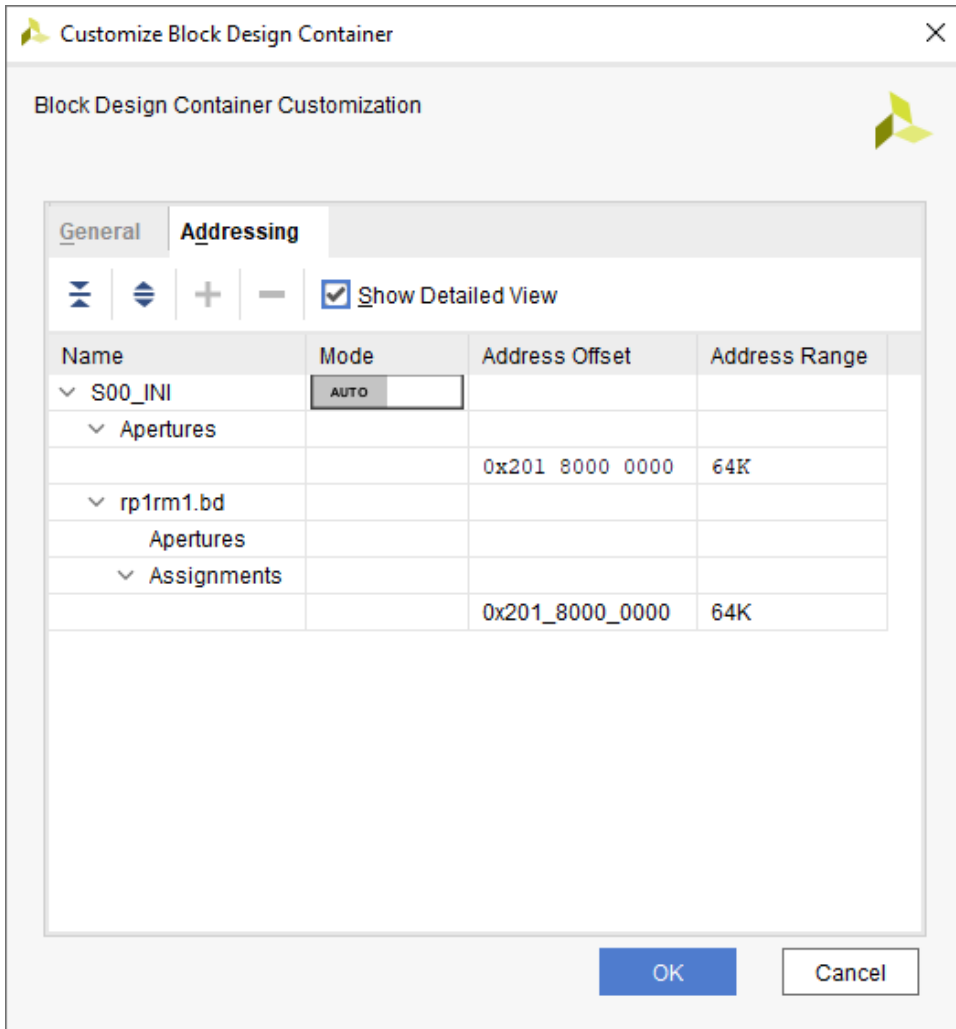 Customize Block Design Container
Block Design Container Customization
General Addressing
Show Detailed View
Name Mode Address Offset Address Range
S00_INI AUTO
Apertures
0x201 8000 0000 64K
rp1rm1.bd
Apertures
Assignments
0x201_8000_0000 64K
OK Cancel